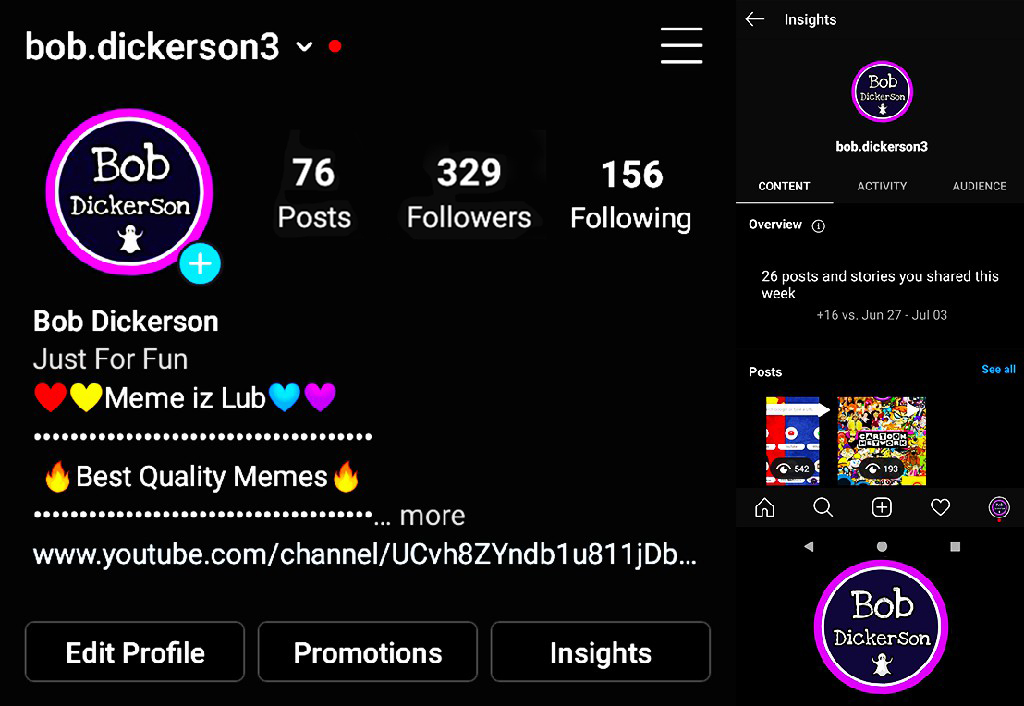 bob.dickerson3
Bob
Dickerson
76
Posts
329
Followers
156
Following
Bob Dickerson
Just For Fun
❤️💛Meme iz Lub💙💜
••••••••••••••••••••••••••••••••••
🔥Best Quality Memes🔥
••••••••••••••••••••••••••••••••••... more
www.youtube.com/channel/UCvh8ZYndb1u811jDb...
Edit Profile
Promotions
Insights
Insights
Bob
Dickerson
bob.dickerson3
CONTENT
ACTIVITY
AUDIENCE
Overview
26 posts and stories you shared this
week
+16 vs. Jun 27 - Jul 03
Posts
See all
542
CARTOON
NETWORK
193
Bob
Dickerson